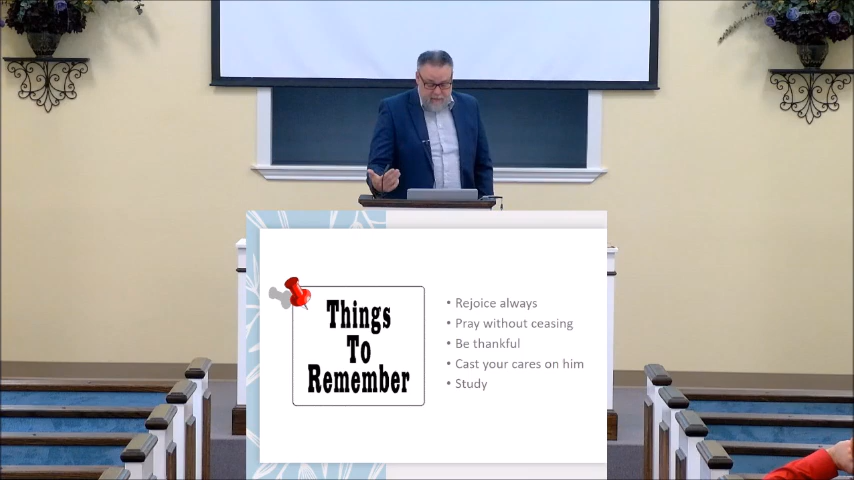 Things
To
Remember
• Rejoice always
• Pray without ceasing
• Be thankful
• Cast your cares on him
• Study